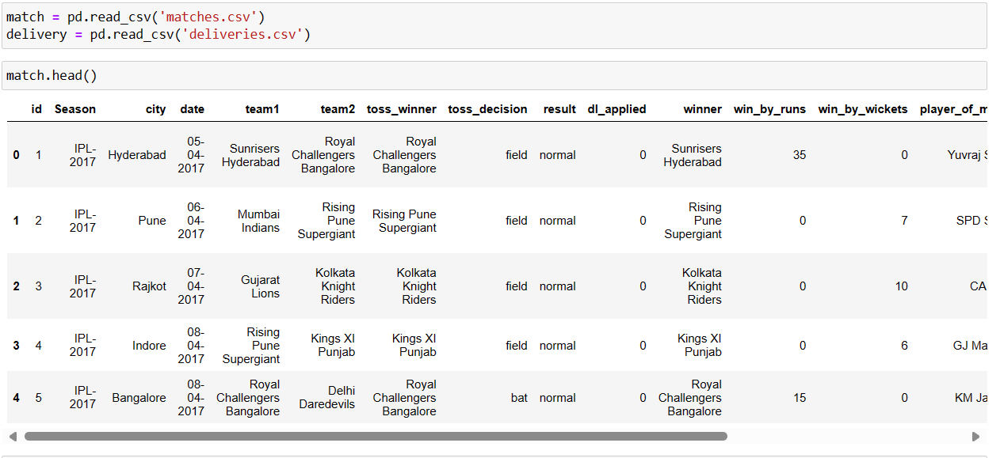 match = pd.read_csv('matches.csv')
delivery = pd.read_csv('deliveries.csv')
match.head()
id Season city date team1 team2 toss_winner toss_decision result dl_applied winner win_by_runs win_by_wickets player_of_m
0 1 IPL-2017 Hyderabad 05-04-2017 Sunrisers Hyderabad Royal Challengers Bangalore Royal Challengers Bangalore field normal 0 Sunrisers Hyderabad 35 0 Yuvraj S
1 2 IPL-2017 Pune 06-04-2017 Mumbai Indians Rising Pune Supergiant Rising Pune Supergiant field normal 0 Rising Pune Supergiant 0 7 SPD S
2 3 IPL-2017 Rajkot 07-04-2017 Gujarat Lions Kolkata Knight Riders Kolkata Knight Riders field normal 0 Kolkata Knight Riders 0 10 CA
3 4 IPL-2017 Indore 08-04-2017 Rising Pune Supergiant Kings XI Punjab Kings XI Punjab field normal 0 Kings XI Punjab 0 6 GJ Ma
4 5 IPL-2017 Bangalore 08-04-2017 Royal Challengers Bangalore Delhi Daredevils Royal Challengers Bangalore bat normal 0 Royal Challengers Bangalore 15 0 KM Ja